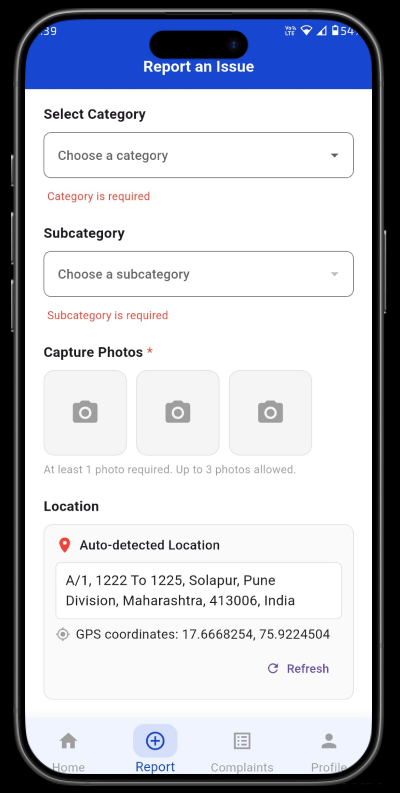 :39
54
Report an Issue
Select Category
Choose a category
Category is required
Subcategory
Choose a subcategory
Subcategory is required
Capture Photos *
At least 1 photo required. Up to 3 photos allowed.
Location
Auto-detected Location
A/1, 1222 To 1225, Solapur, Pune
Division, Maharashtra, 413006, India
GPS coordinates: 17.6668254, 75.9224504
Refresh
Home
Report
Complaints
Profile